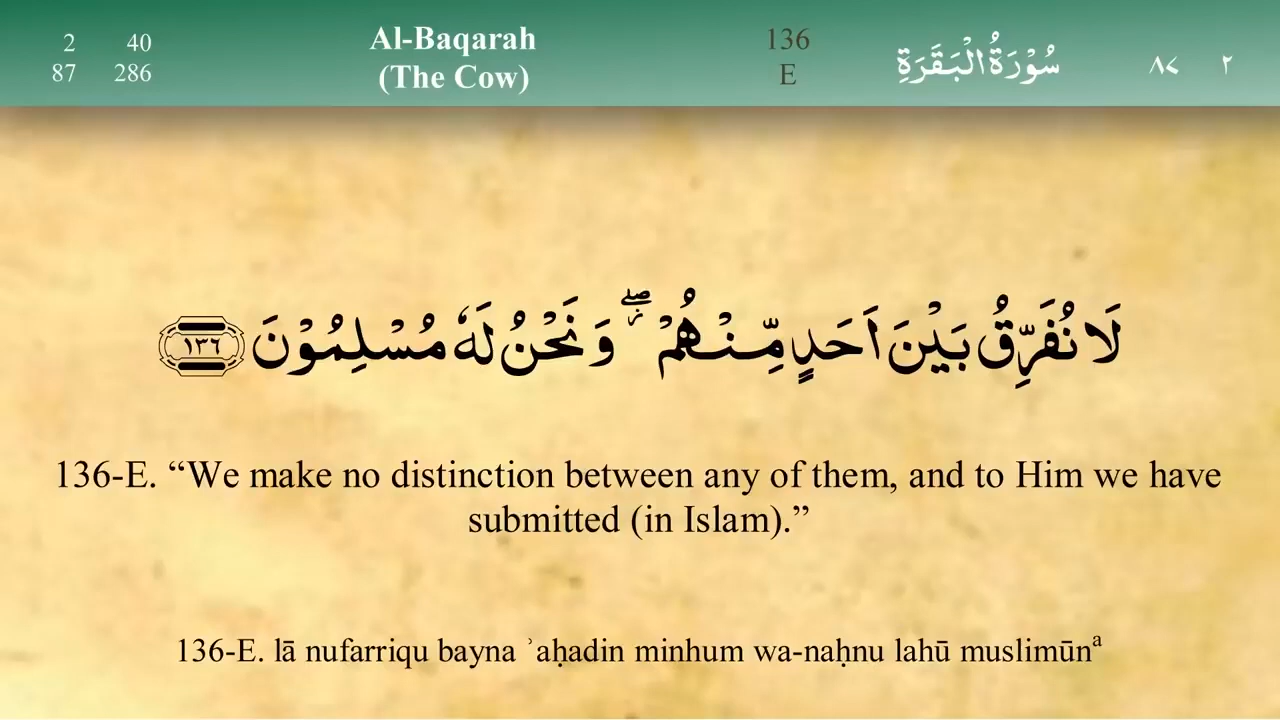 2 40 Al-Baqarah 136 سُوْرَةُ الْبَقَرَةِ ٨٧ ٢
87 286 (The Cow) E
لَا نُفَرِّقُ بَيْنَ اَحَدٍ مِّنْهُمْ ۖ وَنَحْنُ لَهٗ مُسْلِمُوْنَ ١٣٦
136-E. “We make no distinction between any of them, and to Him we have
submitted (in Islam).”
136-E. lā nufarriqu bayna ʾaḥadin minhum wa-naḥnu lahū muslimūnᵃ